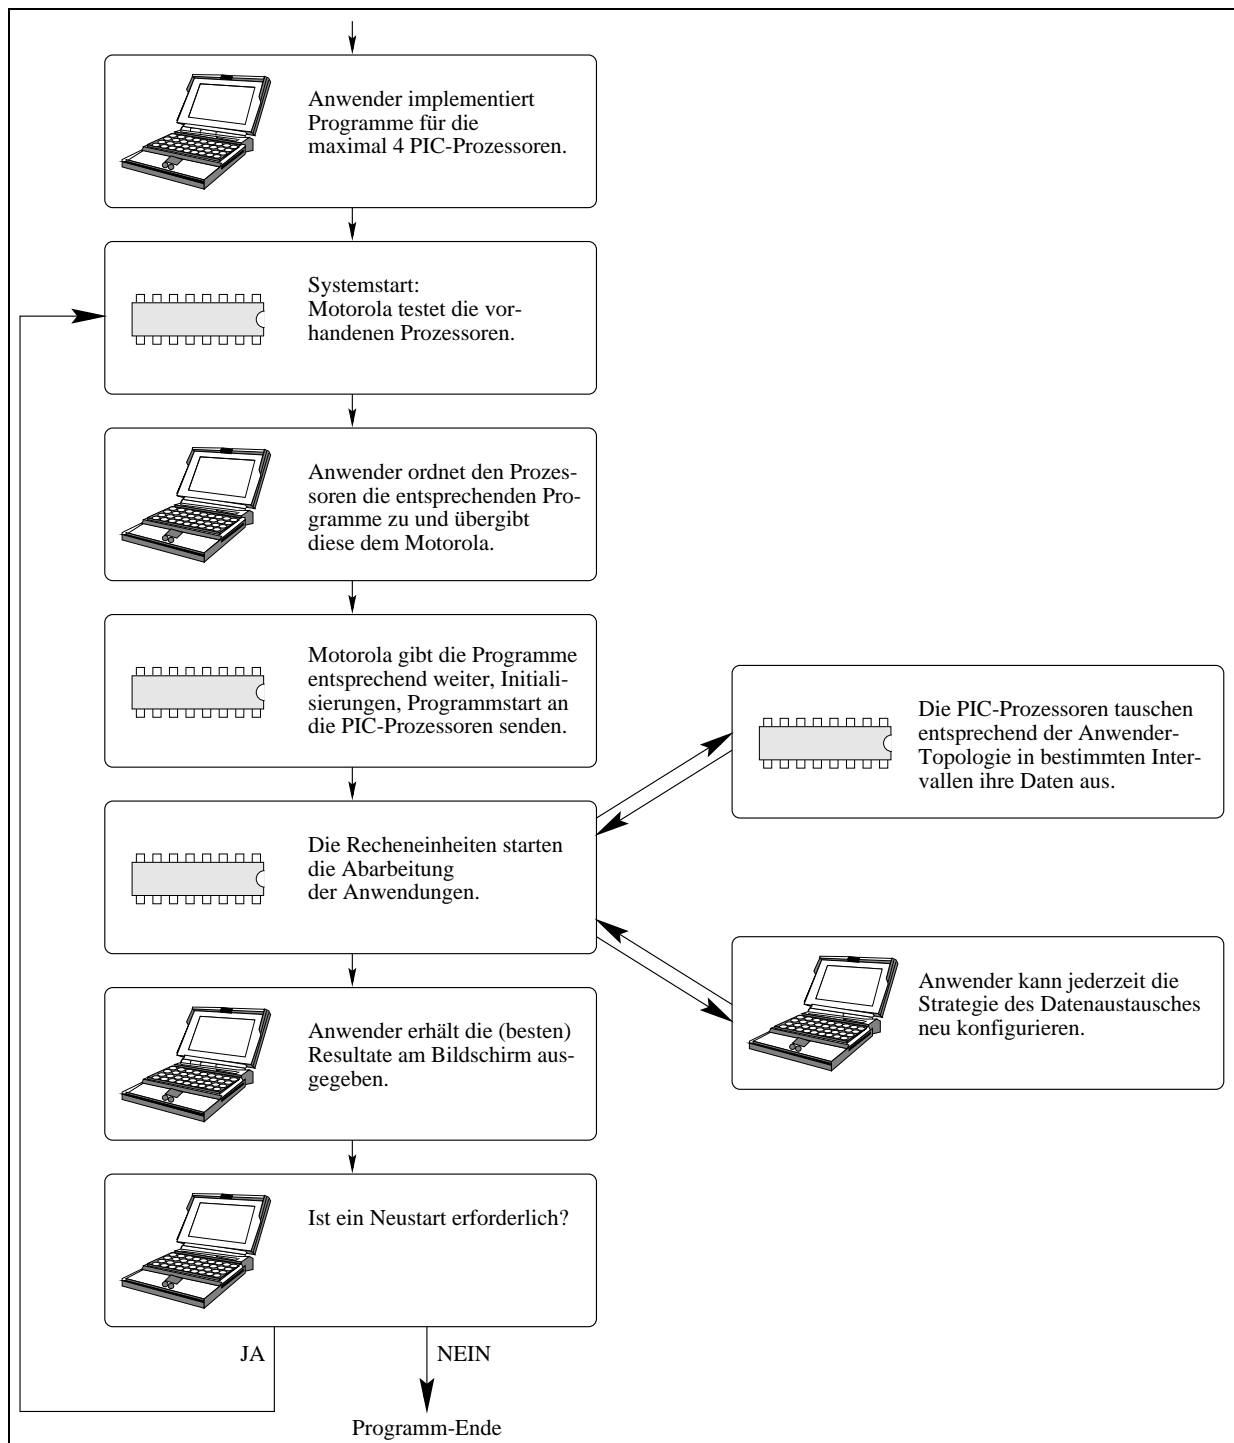 Anwender implementiert
Programme für die
maximal 4 PIC-Prozessoren.
Systemstart:
Motorola testet die vor-
handenen Prozessoren.
Anwender ordnet den Prozes-
soren die entsprechenden Pro-
gramme zu und übergibt
diese dem Motorola.
Motorola gibt die Programme
entsprechend weiter, Initiali-
sierungen, Programmstart an
die PIC-Prozessoren senden.
Die PIC-Prozessoren tauschen
entsprechend der Anwender-
Topologie in bestimmten Inter-
vallen ihre Daten aus.
Die Recheneinheiten starten
die Abarbeitung
der Anwendungen.
Anwender kann jederzeit die
Strategie des Datenaustausches
neu konfigurieren.
Anwender erhält die (besten)
Resultate am Bildschirm aus-
gegeben.
Ist ein Neustart erforderlich?
JA
NEIN
Programm-Ende